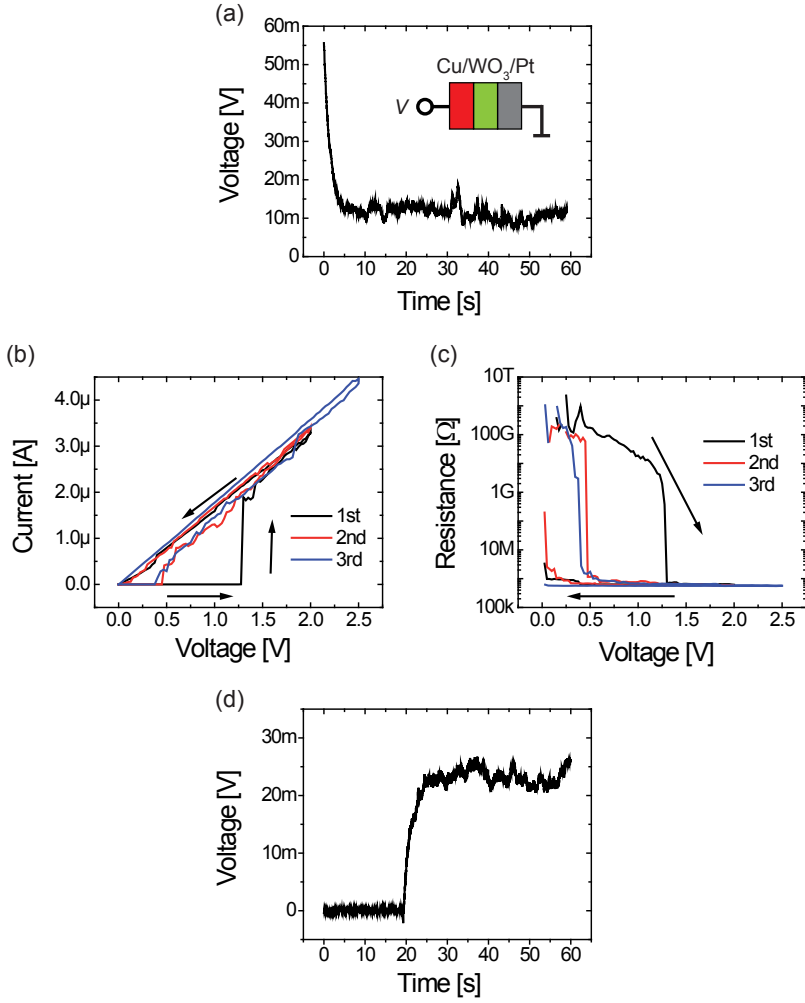 (a)
60m
50m
40m
30m
20m
10m
0
Voltage [V]
Cu/WO₃/Pt
V
0 10 20 30 40 50 60
Time [s]
(b)
4.0µ
3.0µ
2.0µ
1.0µ
0.0
Current [A]
1st
2nd
3rd
0.0 0.5 1.0 1.5 2.0 2.5
Voltage [V]
(c)
10T
100G
1G
10M
100k
Resistance [Ω]
1st
2nd
3rd
0.0 0.5 1.0 1.5 2.0 2.5
Voltage [V]
(d)
30m
20m
10m
0
Voltage [V]
0 10 20 30 40 50 60
Time [s]